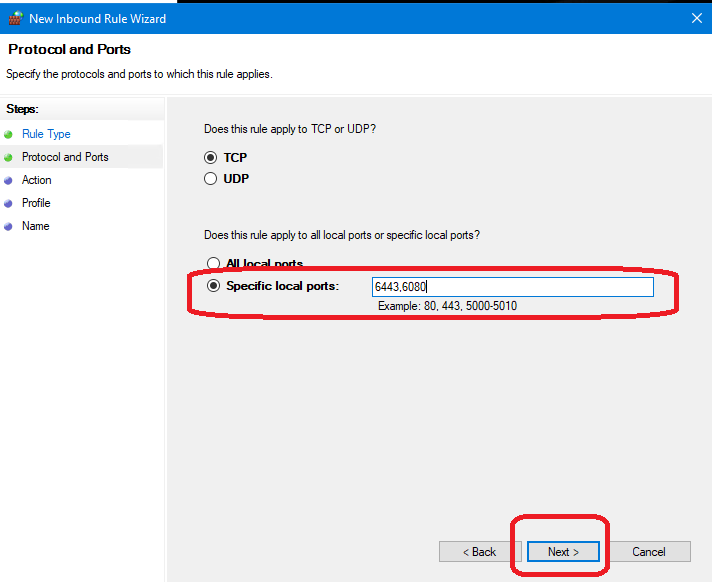 New Inbound Rule Wizard
Protocol and Ports
Specify the protocols and ports to which this rule applies.
Steps:
Rule Type
Protocol and Ports
Action
Profile
Name
Does this rule apply to TCP or UDP?
TCP
UDP
Does this rule apply to all local ports or specific local ports?
All local ports
Specific local ports:
6443,6080
Example: 80, 443, 5000-5010
< Back
Next >
Cancel